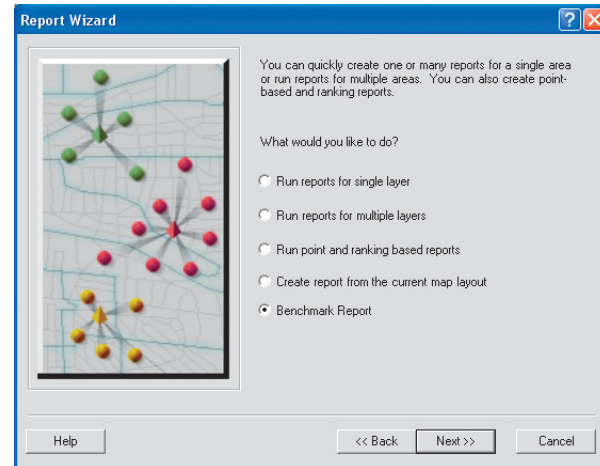 Report Wizard
You can quickly create one or many reports for a single area
or run reports for multiple areas. You can also create point-
based and ranking reports.
What would you like to do?
Run reports for single layer
Run reports for multiple layers
Run point and ranking based reports
Create report from the current map layout
Benchmark Report
Help
<< Back
Next >>
Cancel